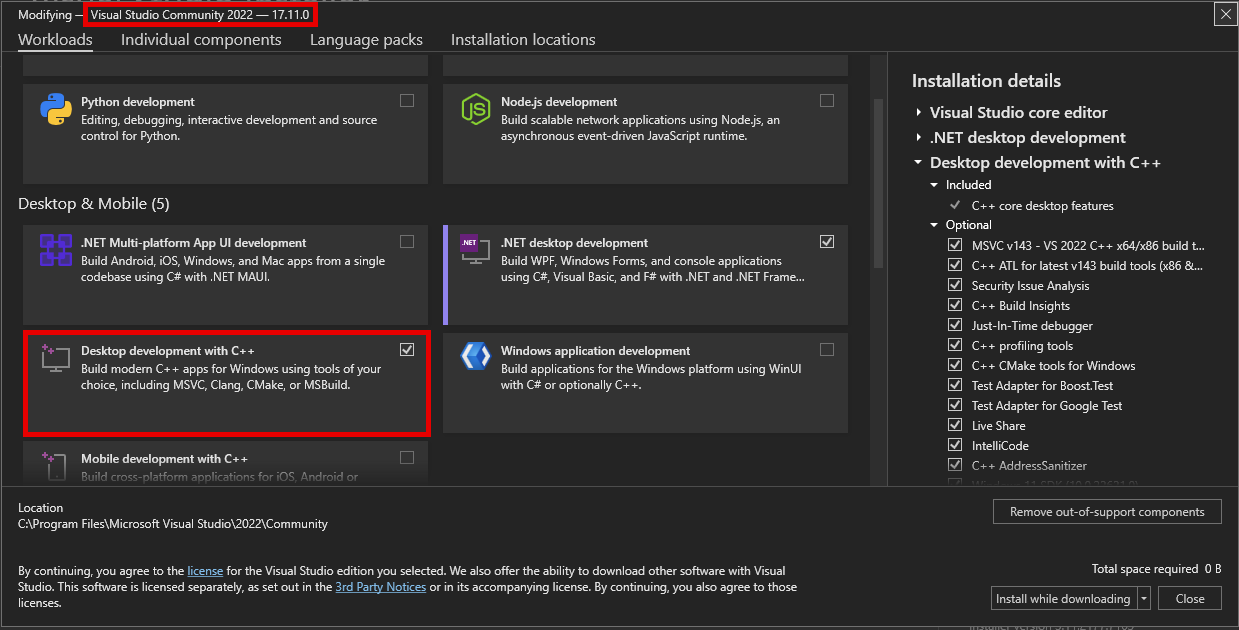 Modifying — Visual Studio Community 2022 — 17.11.0
Workloads
Individual components
Language packs
Installation locations
Python development
Editing, debugging, interactive development and source
control for Python.
Node.js development
Build scalable network applications using Node.js, an
asynchronous event-driven JavaScript runtime.
Desktop & Mobile (5)
.NET Multi-platform App UI development
Build Android, iOS, Windows, and Mac apps from a single
codebase using C# with .NET MAUI.
.NET
.NET desktop development
Build WPF, Windows Forms, and console applications
using C#, Visual Basic, and F# with .NET and .NET Frame...
Desktop development with C++
Build modern C++ apps for Windows using tools of your
choice, including MSVC, Clang, CMake, or MSBuild.
Windows application development
Build applications for the Windows platform using WinUI
with C# or optionally C++.
Mobile development with C++
Build cross-platform applications for iOS, Android or
Installation details
Visual Studio core editor
.NET desktop development
Desktop development with C++
Included
C++ core desktop features
Optional
MSVC v143 - VS 2022 C++ x64/x86 build t...
C++ ATL for latest v143 build tools (x86 &...
Security Issue Analysis
C++ Build Insights
Just-In-Time debugger
C++ profiling tools
C++ CMake tools for Windows
Test Adapter for Boost.Test
Test Adapter for Google Test
Live Share
IntelliCode
C++ AddressSanitizer
Location
C:\Program Files\Microsoft Visual Studio\2022\Community
Remove out-of-support components
By continuing, you agree to the license for the Visual Studio edition you selected. We also offer the ability to download other software with Visual
Studio. This software is licensed separately, as set out in the 3rd Party Notices or in its accompanying license. By continuing, you also agree to those
licenses.
Total space required 0 B
Install while downloading
Close